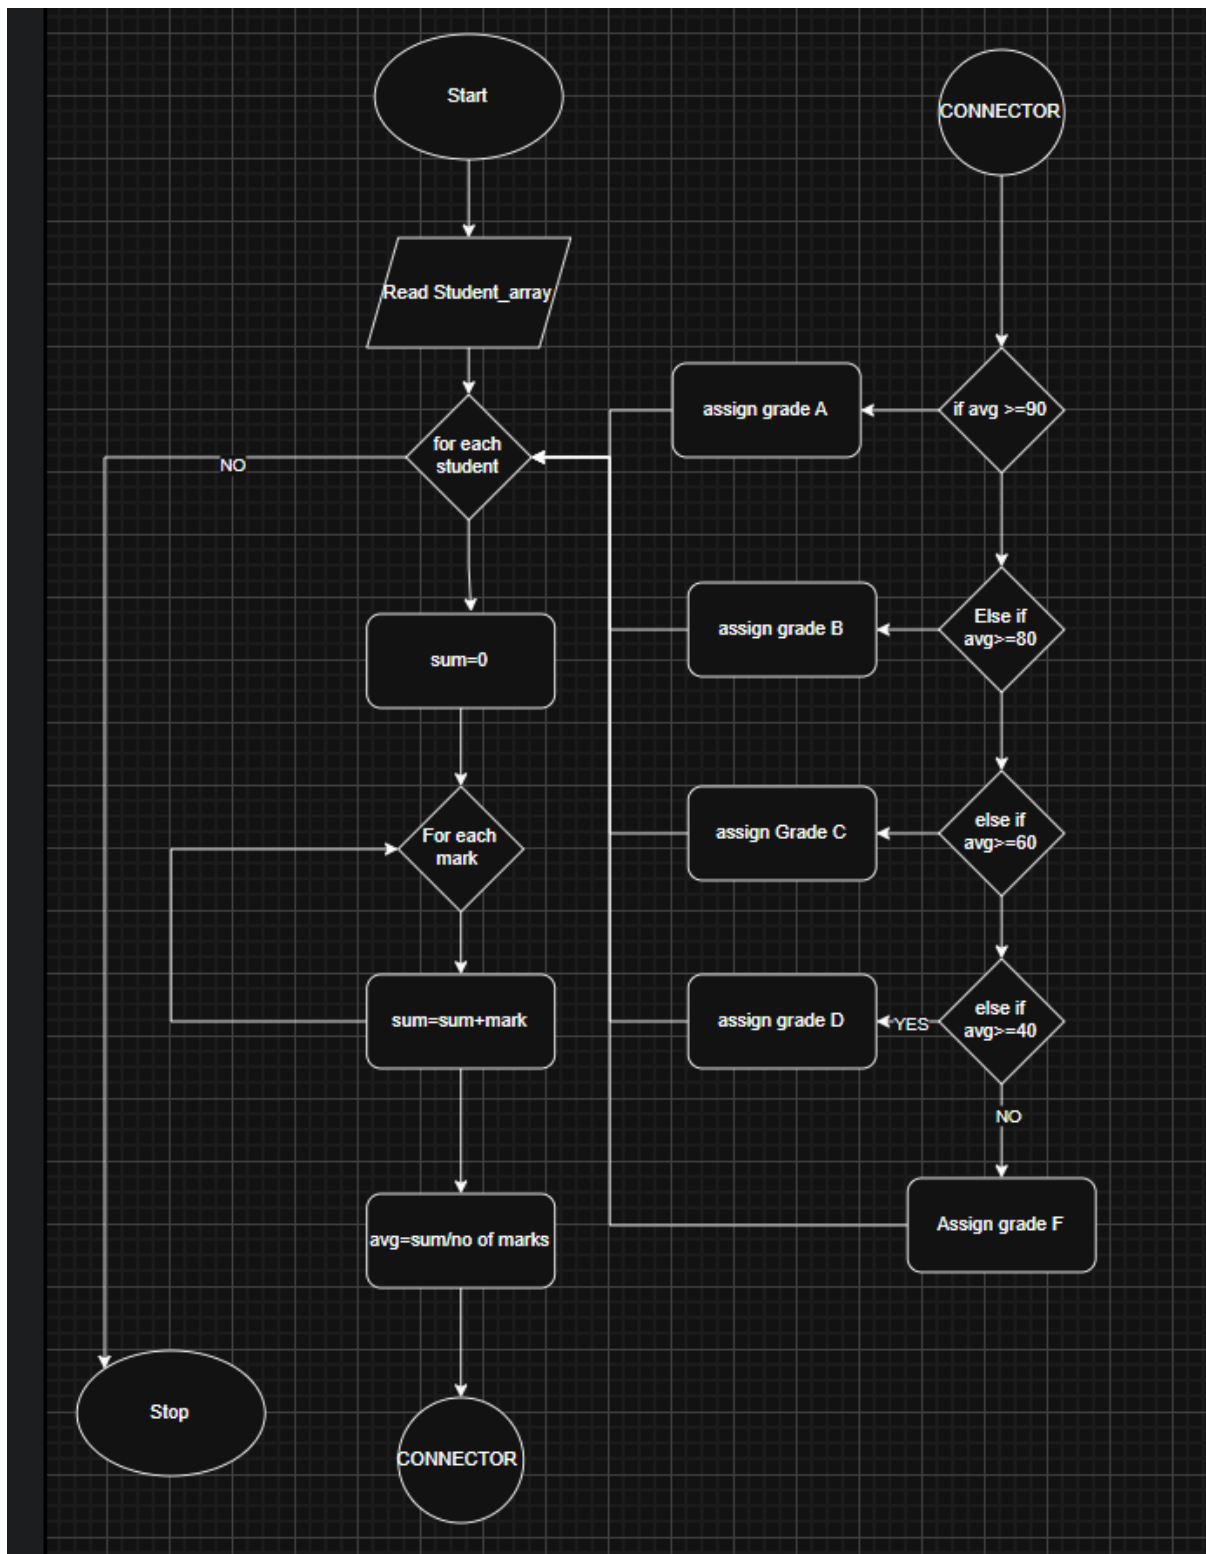 Start
Read Student_array
for each
student
NO
sum=0
For each
mark
sum=sum+mark
avg=sum/no of marks
Stop
CONNECTOR
CONNECTOR
if avg >=90
assign grade A
Else if
avg>=80
assign grade B
else if
avg>=60
assign Grade C
else if
avg>=40
YES
assign grade D
NO
Assign grade F